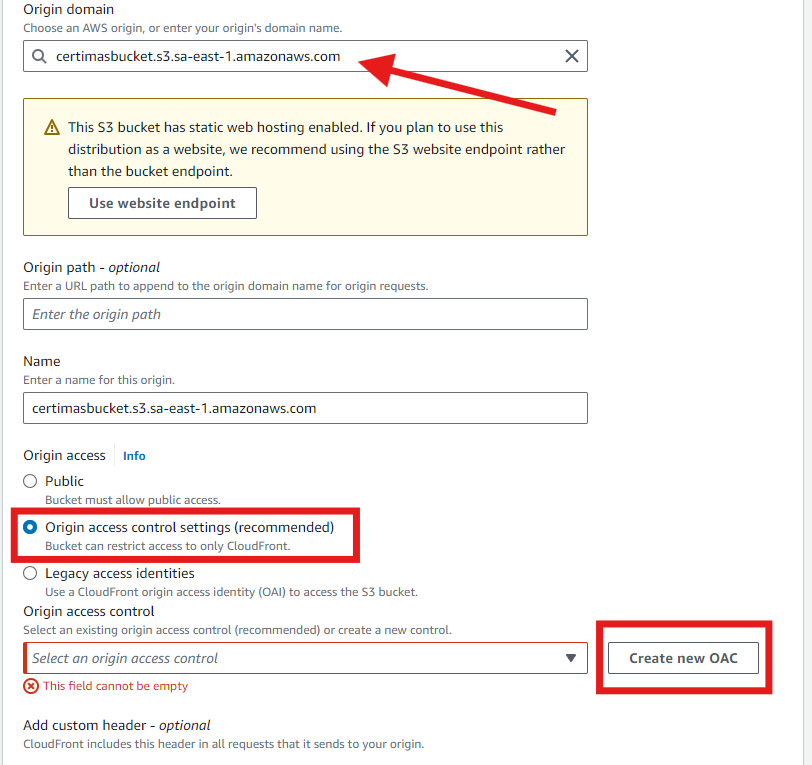 Origin domain
Choose an AWS origin, or enter your origin's domain name.
certimasbucket.s3.sa-east-1.amazonaws.com
This S3 bucket has static web hosting enabled. If you plan to use this
distribution as a website, we recommend using the S3 website endpoint rather
than the bucket endpoint.
Use website endpoint
Origin path - optional
Enter a URL path to append to the origin domain name for origin requests.
Enter the origin path
Name
Enter a name for this origin.
certimasbucket.s3.sa-east-1.amazonaws.com
Origin access Info
Public
Bucket must allow public access.
Origin access control settings (recommended)
Bucket can restrict access to only CloudFront.
Legacy access identities
Use a CloudFront origin access identity (OAI) to access the S3 bucket.
Origin access control
Select an existing origin access control (recommended) or create a new control.
Select an origin access control
Create new OAC
This field cannot be empty
Add custom header - optional
CloudFront includes this header in all requests that it sends to your origin.